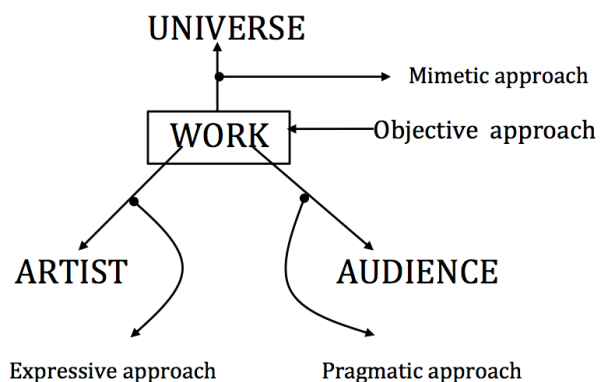 UNIVERSE
Mimetic approach
WORK
Objective approach
ARTIST
AUDIENCE
Expressive approach
Pragmatic approach